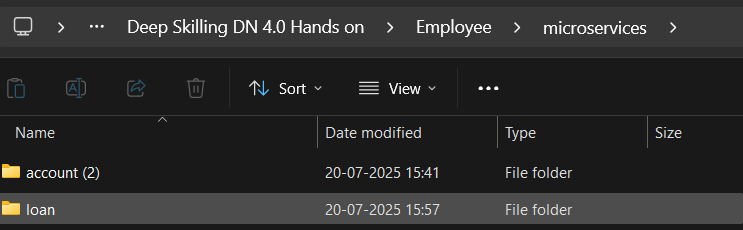 ... Deep Skilling DN 4.0 Hands on Employee microservices
Sort View ...
Name Date modified Type Size
account (2) 20-07-2025 15:41 File folder
loan 20-07-2025 15:57 File folder